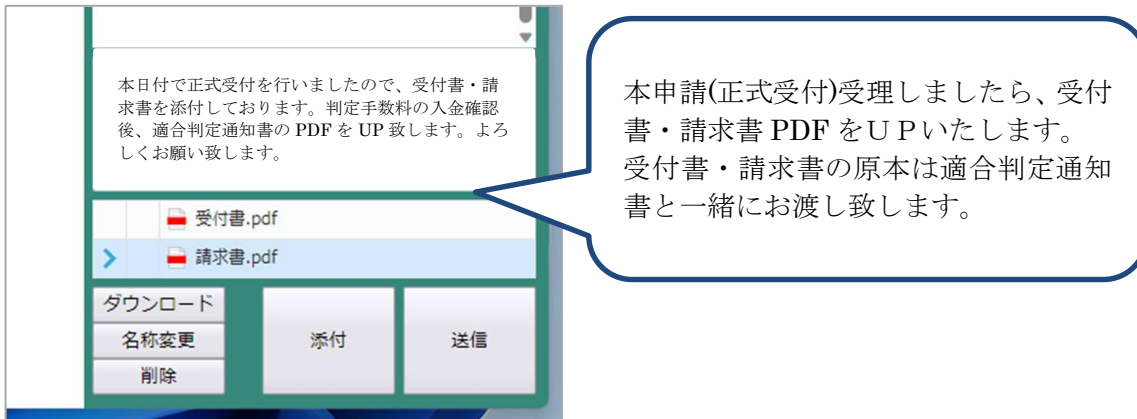 本日付で正式受付を行いましたので、受付書・請
求書を添付しております。判定手数料の入金確認
後、適合判定通知書の PDF を UP 致します。よろ
しくお願い致します。
受付書.pdf
請求書.pdf
ダウンロード
名称変更
削除
添付
送信
本申請(正式受付)受理しましたら、受付
書・請求書 PDF をＵＰいたします。
受付書・請求書の原本は適合判定通知
書と一緒にお渡し致します。